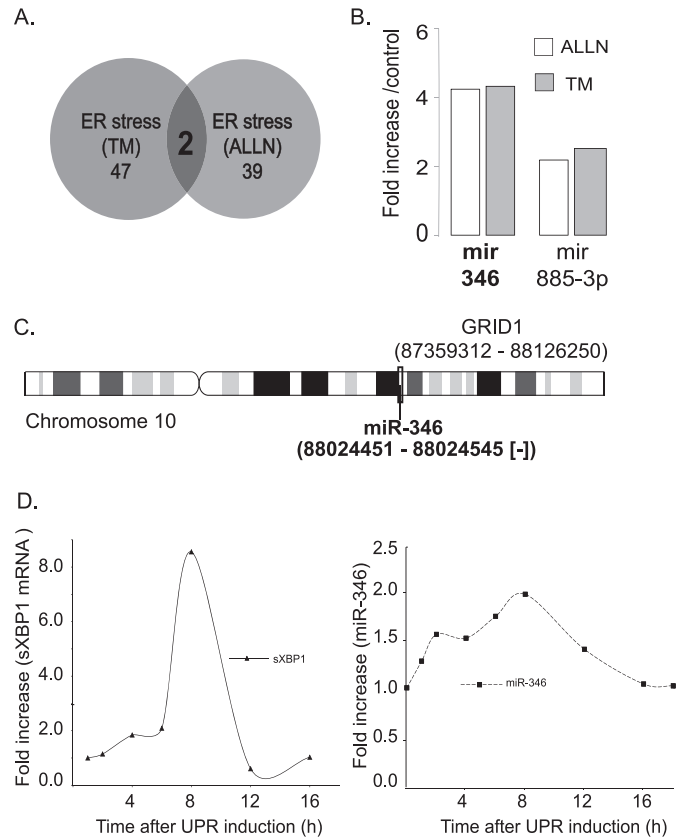 A.
ER stress
(TM)
47
2
ER stress
(ALLN)
39
B.
Fold increase /control
6
4
2
0
ALLN
TM
mir
346
mir
885-3p
C.
GRID1
(87359312 - 88126250)
Chromosome 10
miR-346
(88024451 - 88024545 [-])
D.
Fold increase (sXBP1 mRNA )
8.0
6.0
4.0
2.0
0.0
sXBP1
4
8
12
16
Time after UPR induction (h)
Fold increase (miR-346)
2.5
2.0
1.5
1.0
0.5
0.0
miR-346
4
8
12
16
Time after UPR induction (h)